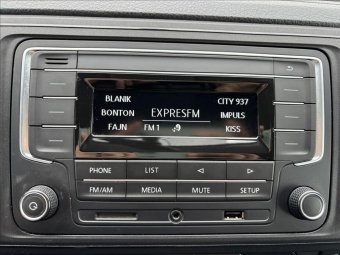 BLANIK CITY 937
BONTON EXPRESFM IMPULS
FAJN FM 1 KISS
PHONE LIST
FM/AM MEDIA MUTE SETUP